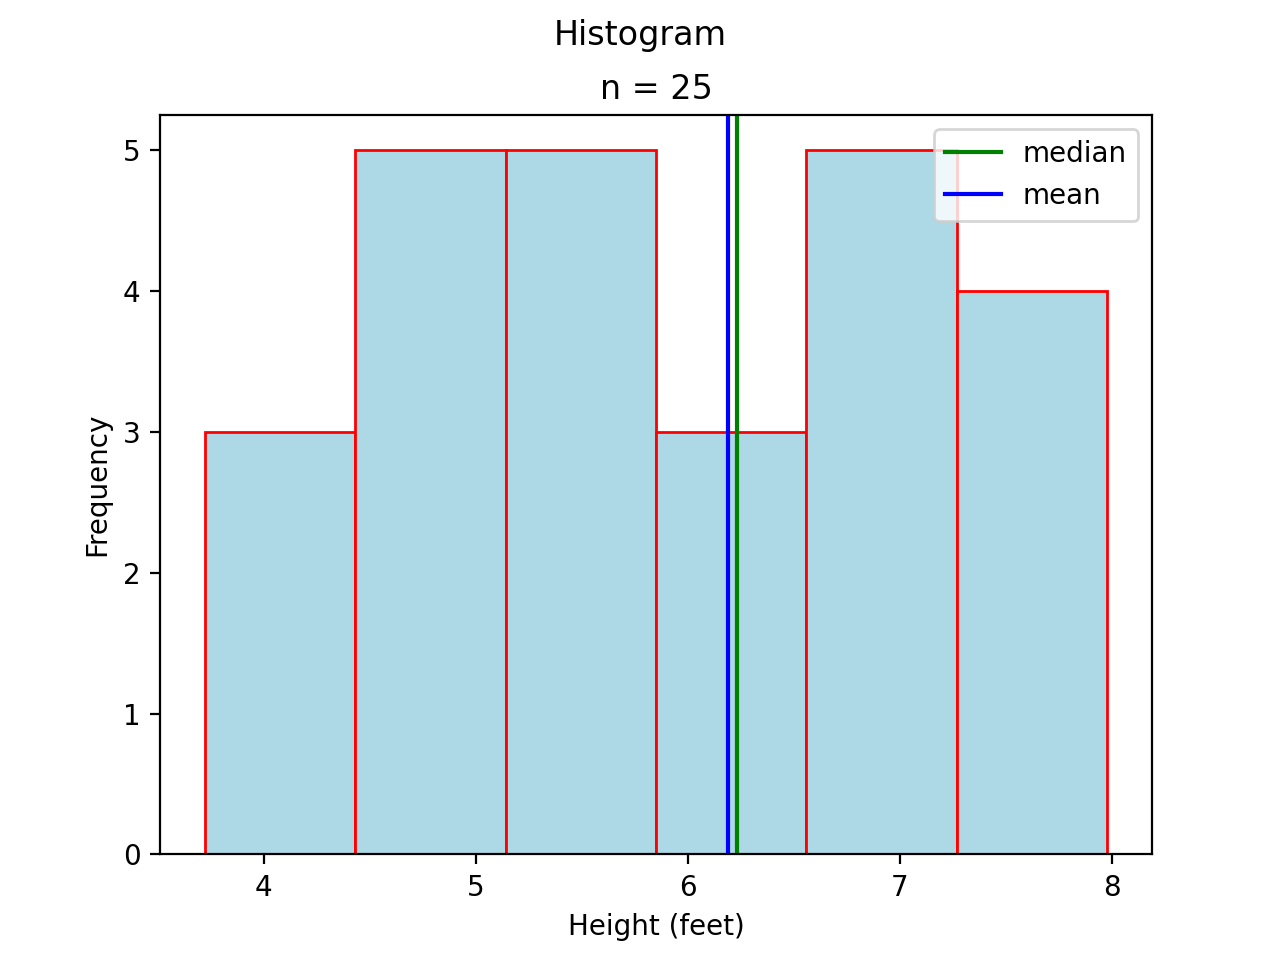 Histogram
n = 25
median
mean
5
4
3
2
1
0
Frequency
4 5 6 7 8
Height (feet)